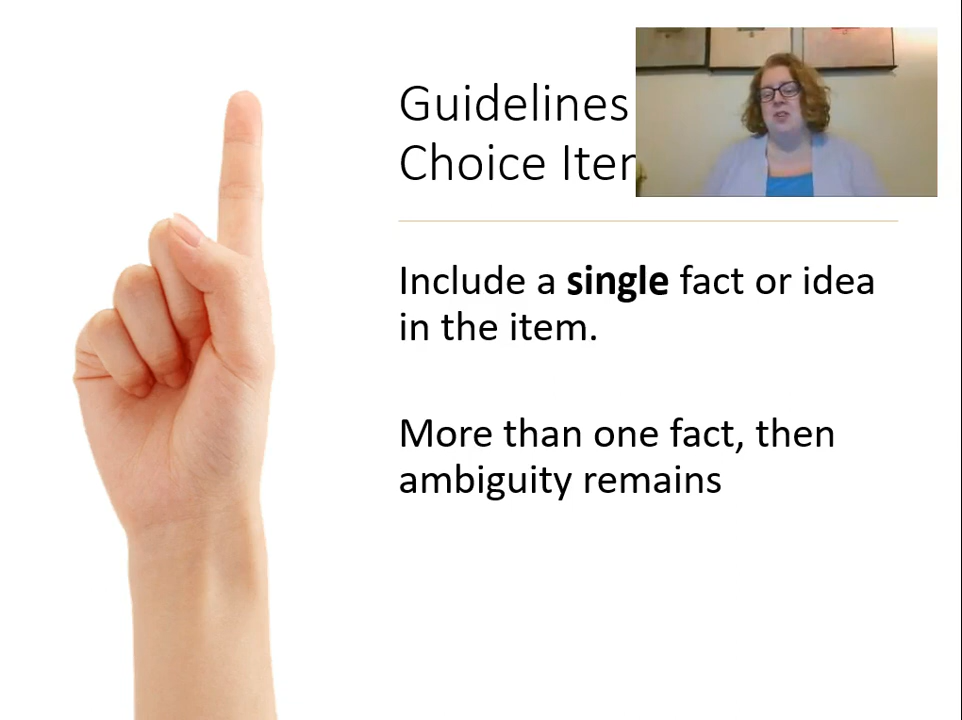 Guidelines
Choice Iter
Include a single fact or idea
in the item.
More than one fact, then
ambiguity remains